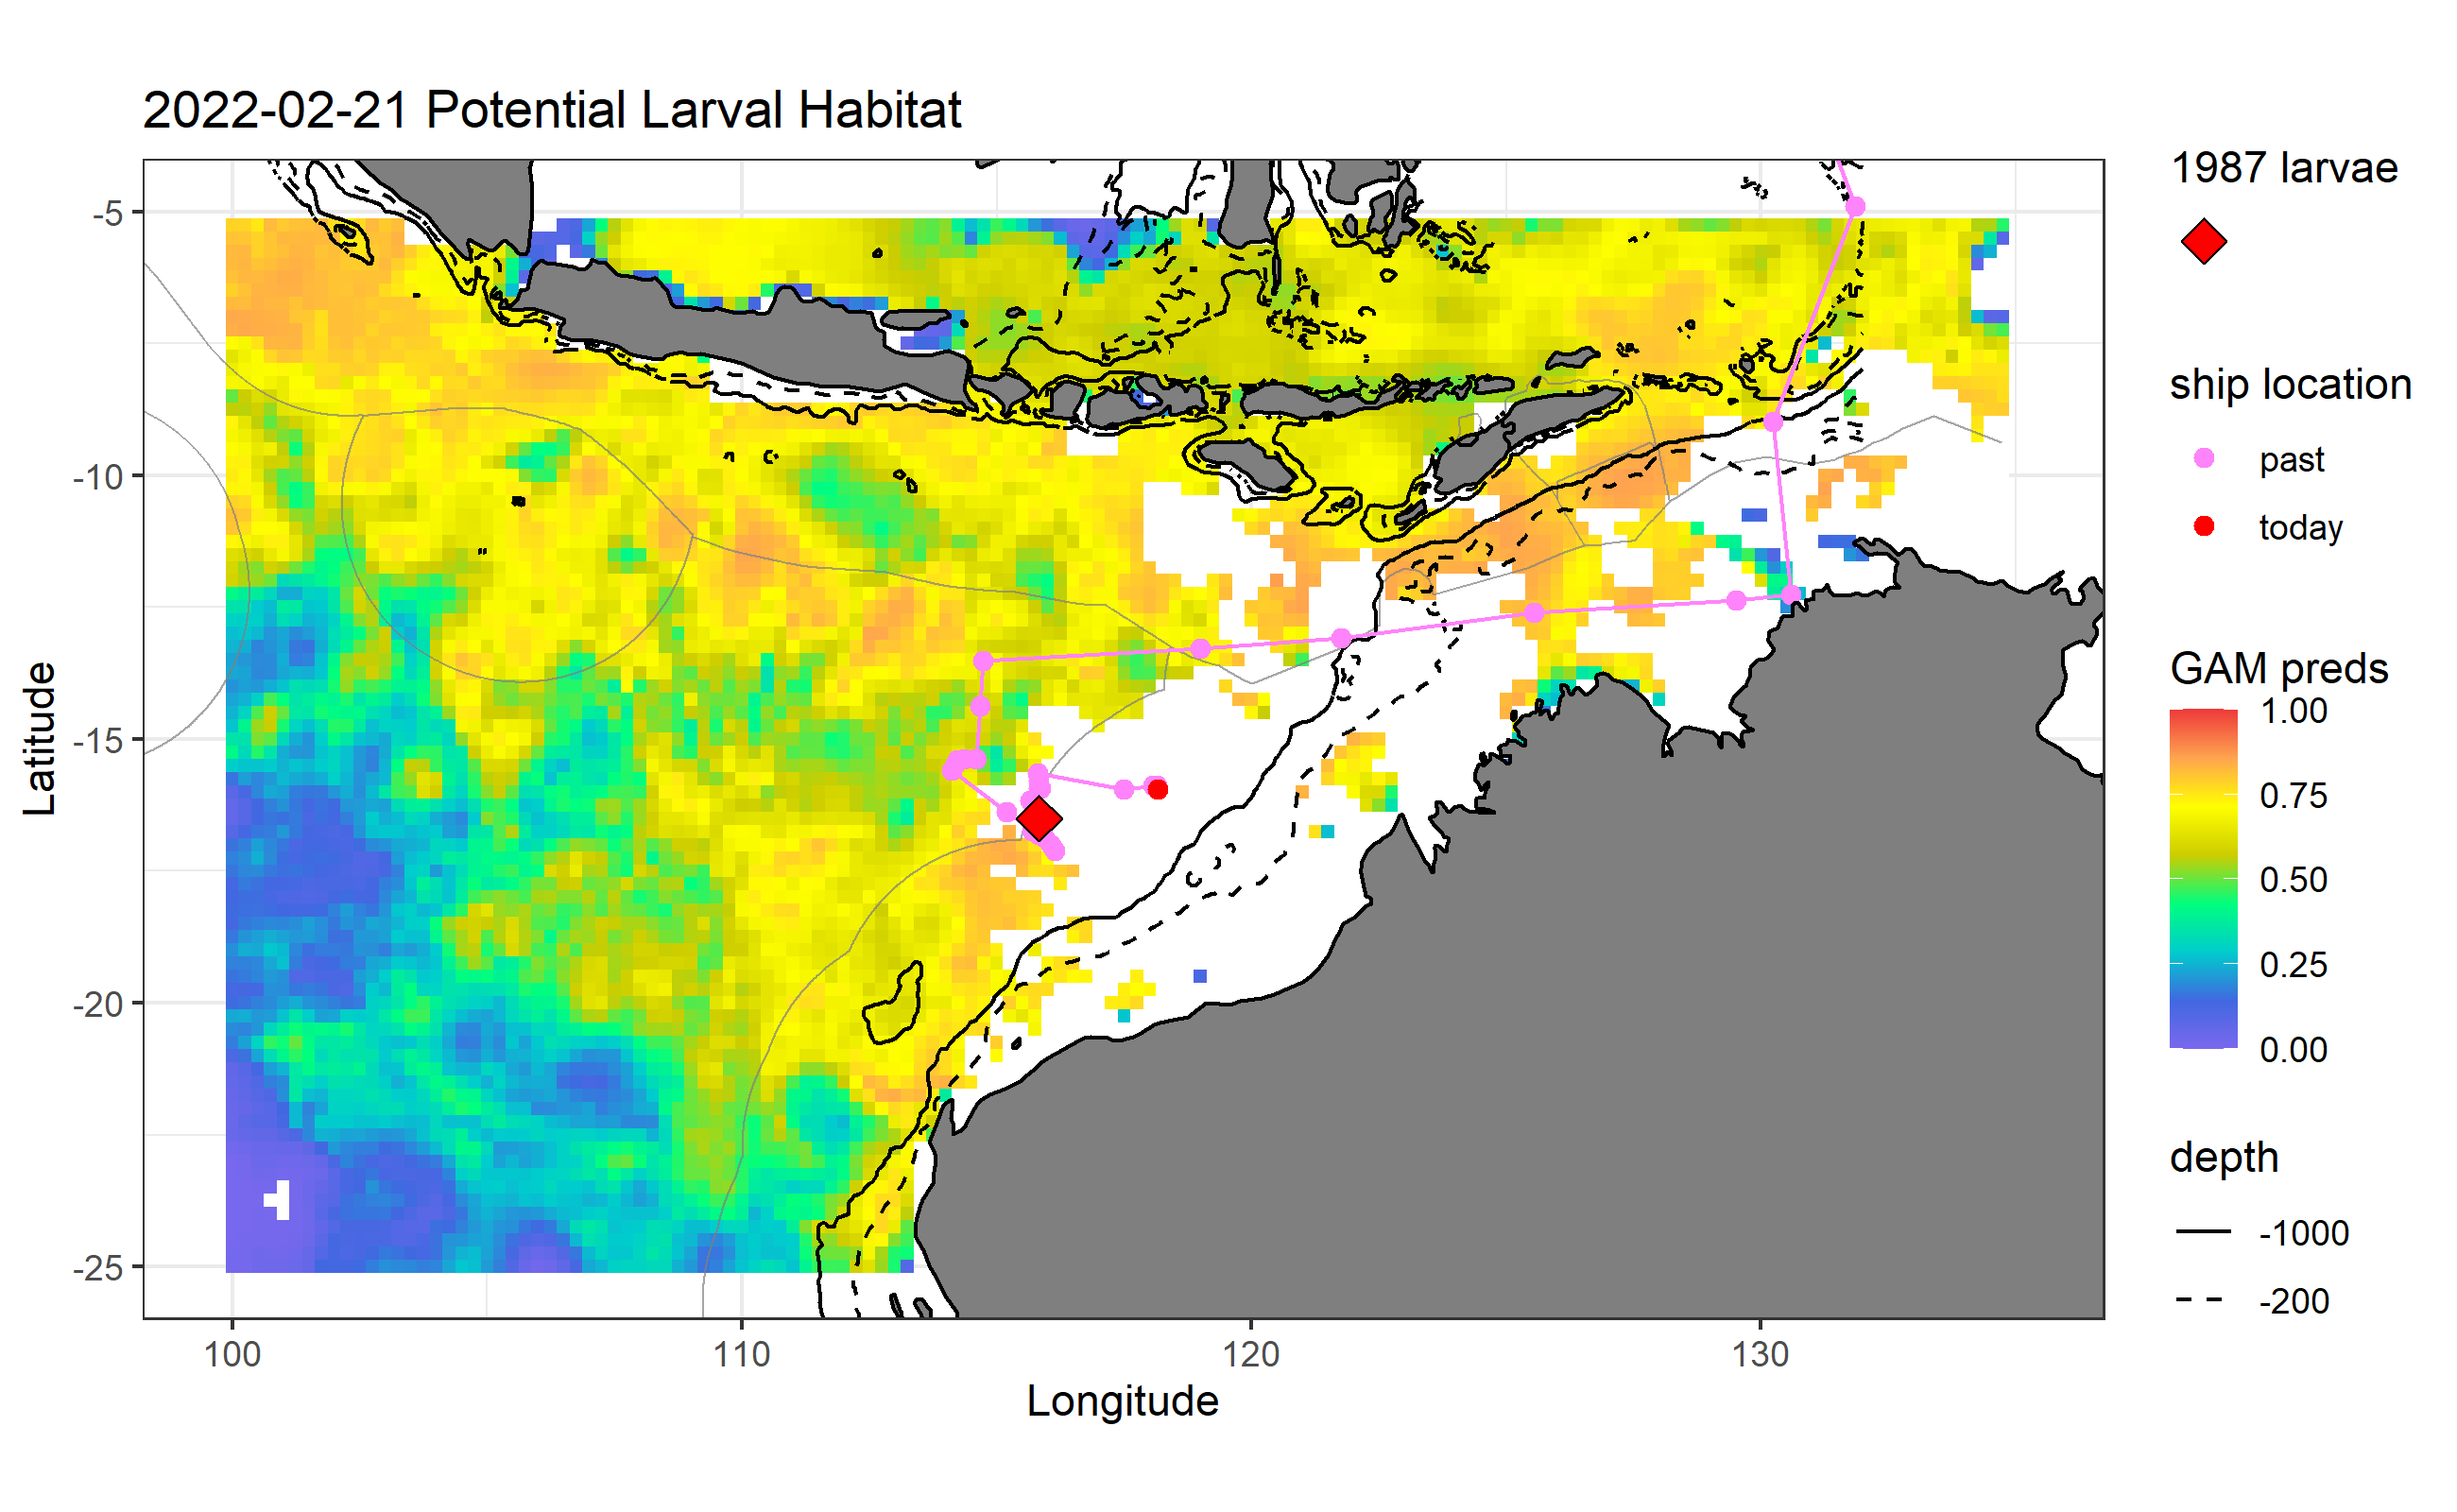 2022-02-21 Potential Larval Habitat
Latitude
-5
-10
-15
-20
-25
100
110
120
130
Longitude
1987 larvae
ship location
past
today
GAM preds
1.00
0.75
0.50
0.25
0.00
depth
-1000
-200